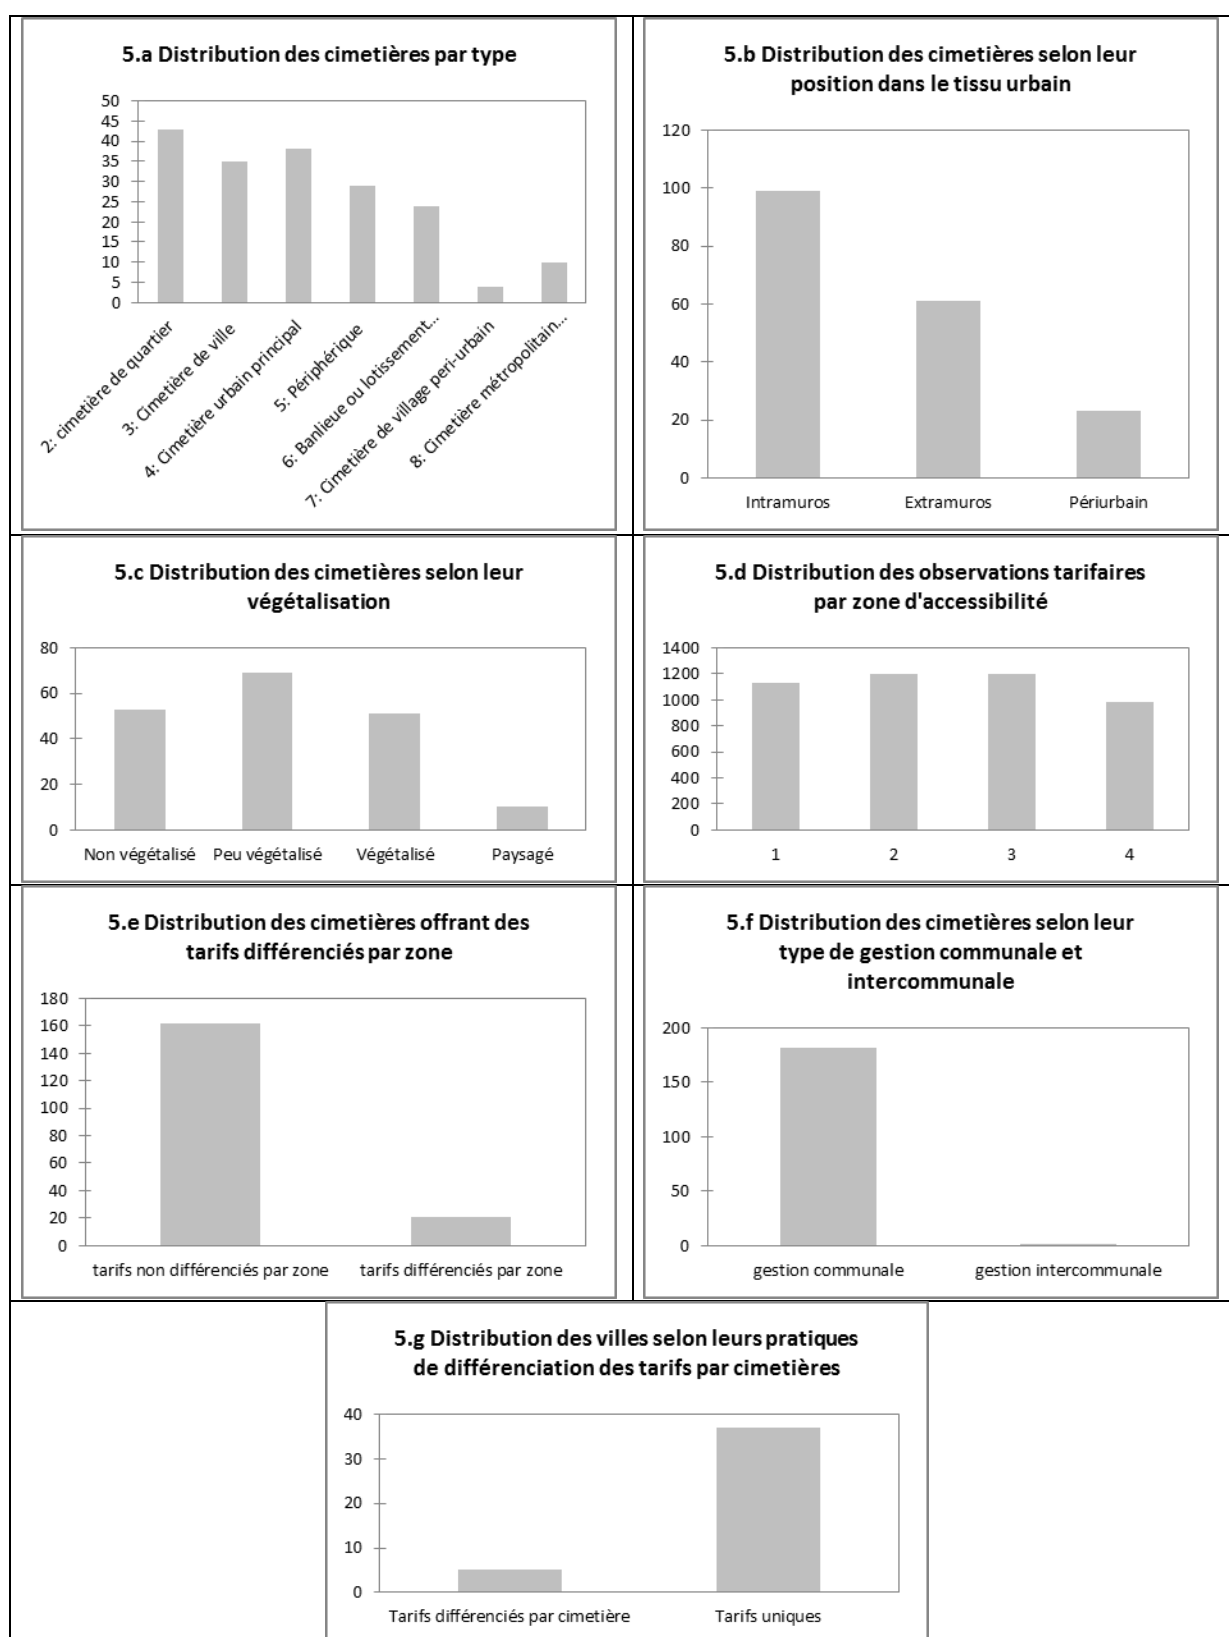 5.a Distribution des cimetières par type
50
45
40
35
30
25
20
15
10
5
0
2: cimetière de quartier
3: Cimetière de ville
4: Cimetière urbain principal
5: Périphérique
6: Banlieue ou lotissement...
7: Cimetière de village peri-urbain
8: Cimetière métropolitain...
5.b Distribution des cimetières selon leur
position dans le tissu urbain
120
100
80
60
40
20
0
Intramuros Extramuros Périurbain
5.c Distribution des cimetières selon leur
végétalisation
80
60
40
20
0
Non végétalisé Peu végétalisé Végétalisé Paysagé
5.d Distribution des observations tarifaires
par zone d'accessibilité
1400
1200
1000
800
600
400
200
0
1 2 3 4
5.e Distribution des cimetières offrant des
tarifs différenciés par zone
180
160
140
120
100
80
60
40
20
0
tarifs non différenciés par zone tarifs différenciés par zone
5.f Distribution des cimetières selon leur
type de gestion communale et
intercommunale
200
150
100
50
0
gestion communale gestion intercommunale
5.g Distribution des villes selon leurs pratiques
de différenciation des tarifs par cimetières
40
30
20
10
0
Tarifs différenciés par cimetière Tarifs uniques